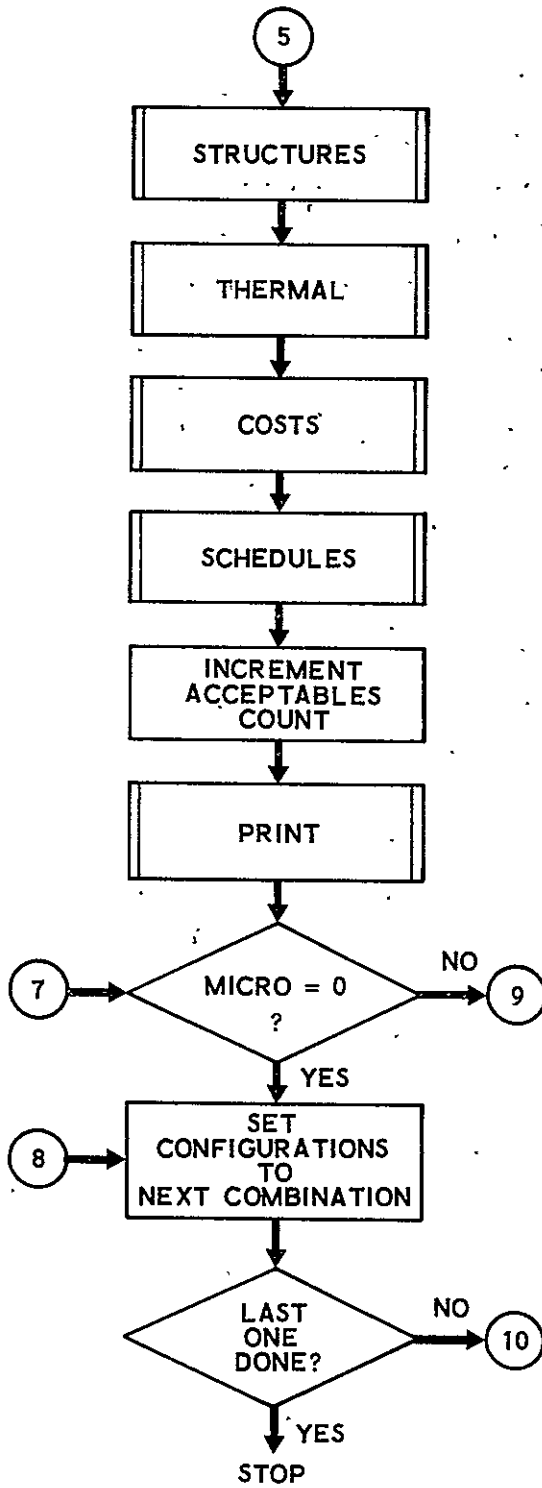 5
STRUCTURES
THERMAL
COSTS
SCHEDULES
INCREMENT
ACCEPTABLES
COUNT
PRINT
7
MICRO = 0
?
NO
9
YES
8
SET
CONFIGURATIONS
TO
NEXT COMBINATION
LAST
ONE
DONE?
NO
10
YES
STOP